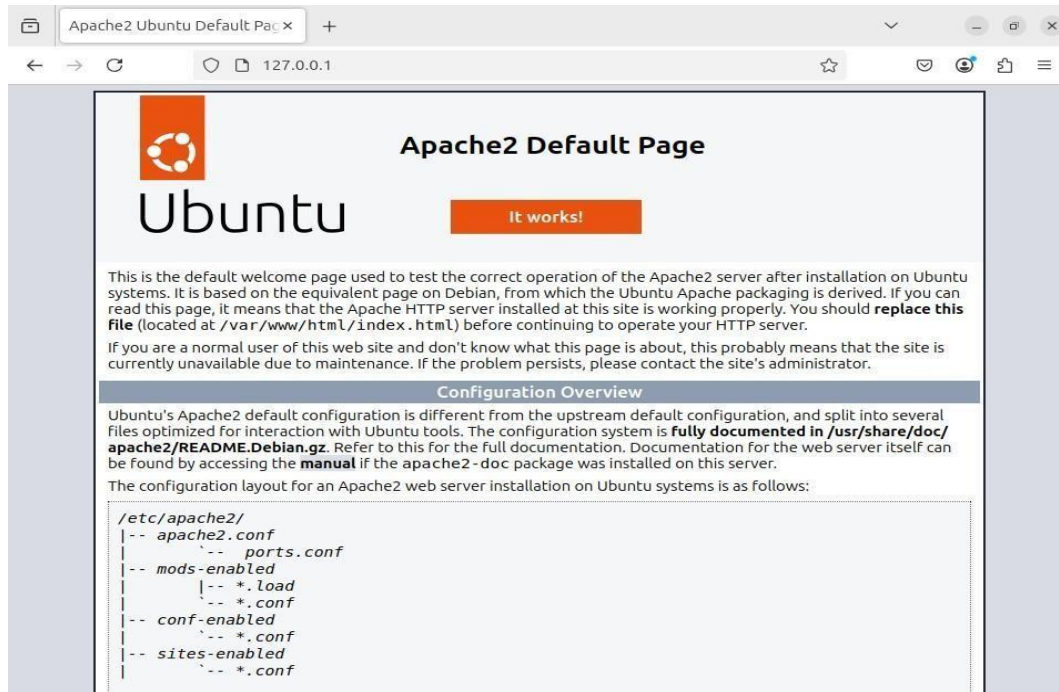 Apache2 Ubuntu Default Pag
127.0.0.1
Apache2 Default Page
Ubuntu
It works!
This is the default welcome page used to test the correct operation of the Apache2 server after installation on Ubuntu
systems. It is based on the equivalent page on Debian, from which the Ubuntu Apache packaging is derived. If you can
read this page, it means that the Apache HTTP server installed at this site is working properly. You should replace this
file (located at /var/www/html/index.html) before continuing to operate your HTTP server.
If you are a normal user of this web site and don't know what this page is about, this probably means that the site is
currently unavailable due to maintenance. If the problem persists, please contact the site's administrator.
Configuration Overview
Ubuntu's Apache2 default configuration is different from the upstream default configuration, and split into several
files optimized for interaction with Ubuntu tools. The configuration system is fully documented in /usr/share/doc/
apache2/README.Debian.gz. Refer to this for the full documentation. Documentation for the web server itself can
be found by accessing the manual if the apache2-doc package was installed on this server.
The configuration layout for an Apache2 web server installation on Ubuntu systems is as follows:
/etc/apache2/
|-- apache2.conf
|       `--  ports.conf
|-- mods-enabled
|       |-- *.load
|       `-- *.conf
|-- conf-enabled
|       `-- *.conf
|-- sites-enabled
|       `-- *.conf